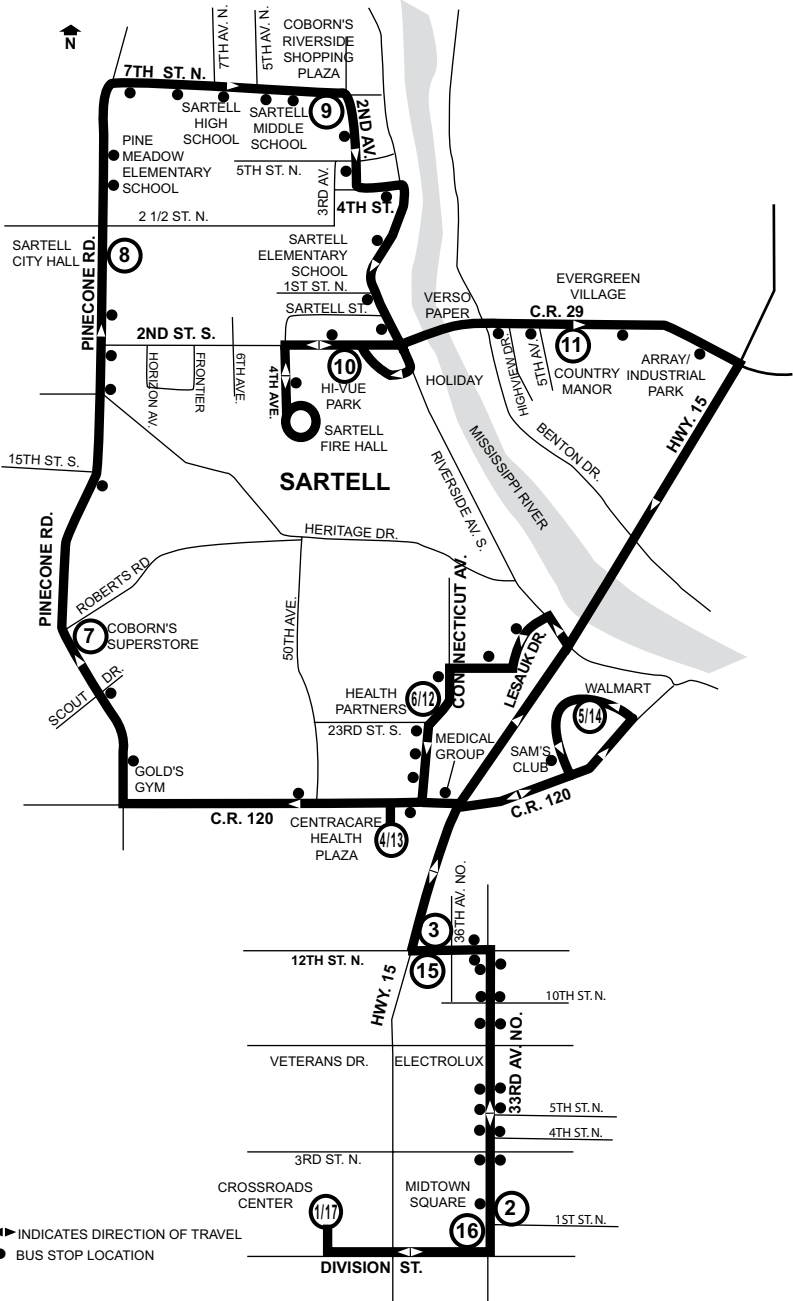 N
7TH AV. N.
5TH AV. N.
COBORN'S
RIVERSIDE
SHOPPING
PLAZA
7TH ST. N.
SARTELL
HIGH
SCHOOL
SARTELL
MIDDLE
SCHOOL
9
2ND AV.
PINE
MEADOW
ELEMENTARY
SCHOOL
5TH ST. N.
3RD AV.
4TH ST.
2 1/2 ST. N.
SARTELL
CITY HALL
8
PINECONE RD.
SARTELL
ELEMENTARY
SCHOOL
1ST ST. N.
SARTELL ST.
VERSO
PAPER
EVERGREEN
VILLAGE
C.R. 29
2ND ST. S.
HORIZON AV.
FRONTIER
6TH AVE.
4TH AVE.
10
HI-VUE
PARK
HOLIDAY
HIGHVIEW DR.
5TH AV.
11
COUNTRY
MANOR
ARRAY/
INDUSTRIAL
PARK
SARTELL
FIRE HALL
HWY. 15
BENTON DR.
MISSISSIPPI RIVER
RIVERSIDE AV. S.
15TH ST. S.
SARTELL
HERITAGE DR.
PINECONE RD.
ROBERTS RD
50TH AVE.
CONNECTICUT AV.
7
COBORN'S
SUPERSTORE
LESAUK DR.
SCOUT DR.
HEALTH
PARTNERS
6/12
23RD ST. S.
WALMART
5/14
MEDICAL
GROUP
SAM'S
CLUB
GOLD'S
GYM
C.R. 120
C.R. 120
CENTRACARE
HEALTH
PLAZA
4/13
36TH AV. NO.
3
12TH ST. N.
15
HWY. 15
10TH ST. N.
33RD AV. NO.
VETERANS DR.
ELECTROLUX
5TH ST. N.
4TH ST. N.
3RD ST. N.
CROSSROADS
CENTER
1/17
MIDTOWN
SQUARE
2
16
1ST ST. N.
INDICATES DIRECTION OF TRAVEL
BUS STOP LOCATION
DIVISION ST.